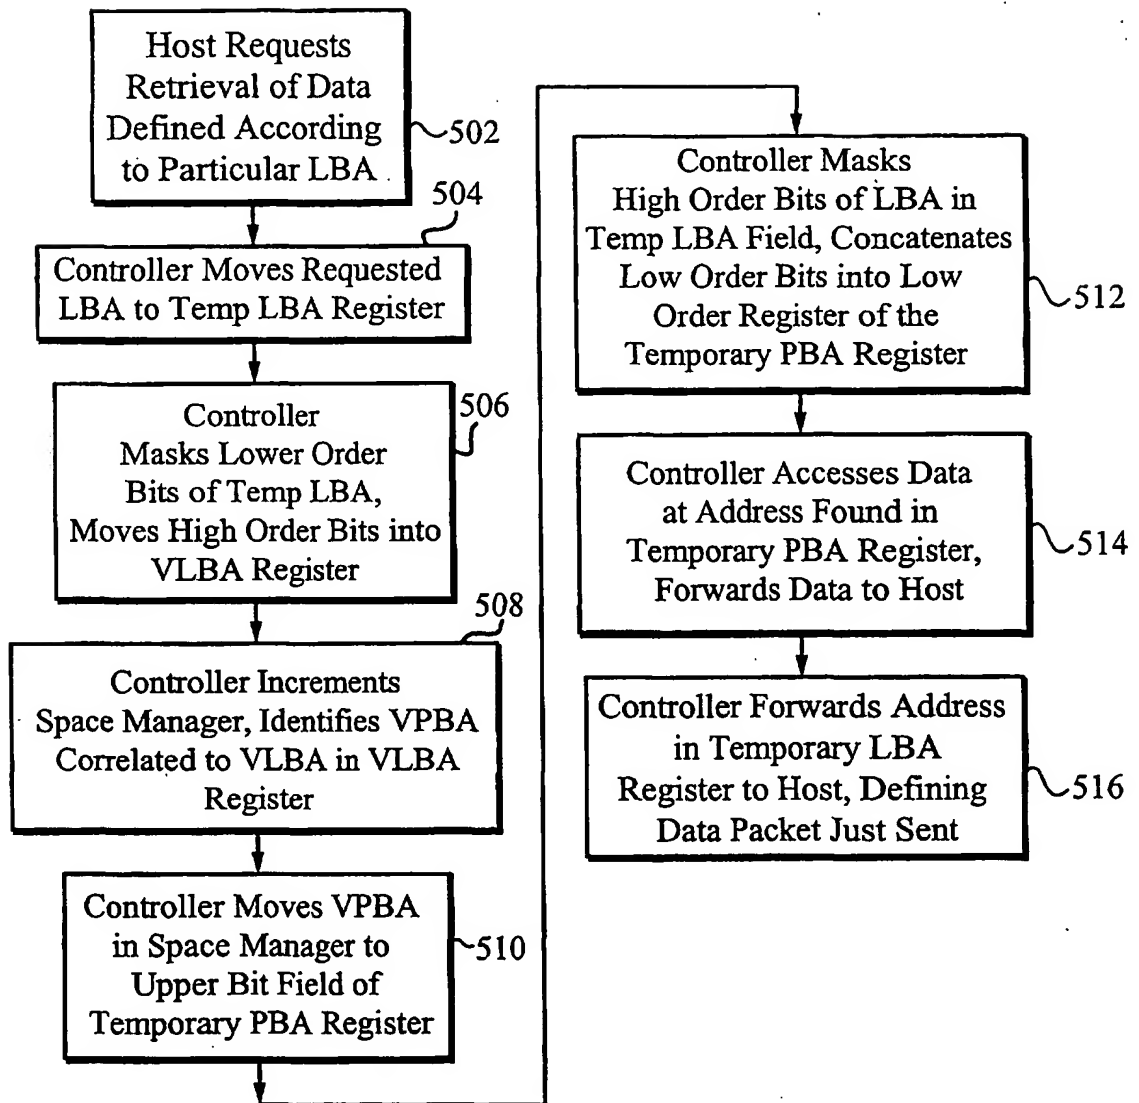 Host Requests
Retrieval of Data
Defined According
to Particular LBA
502
504
Controller Moves Requested
LBA to Temp LBA Register
506
Controller
Masks Lower Order
Bits of Temp LBA,
Moves High Order Bits into
VLBA Register
508
Controller Increments
Space Manager, Identifies VPBA
Correlated to VLBA in VLBA
Register
Controller Moves VPBA
in Space Manager to
Upper Bit Field of
Temporary PBA Register
510
Controller Masks
High Order Bits of LBA in
Temp LBA Field, Concatenates
Low Order Bits into Low
Order Register of the
Temporary PBA Register
512
Controller Accesses Data
at Address Found in
Temporary PBA Register,
Forwards Data to Host
514
Controller Forwards Address
in Temporary LBA
Register to Host, Defining
Data Packet Just Sent
516